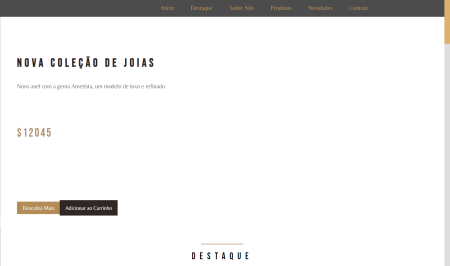 Início Destaque Sobre Nós Produtos Novidades Contato
NOVA COLEÇÃO DE JOIAS
Novo anel com a gema Ametista, um modelo de luxo e refinado.
$12045
Descubra Mais Adicionar ao Carrinho
DESTAQUE